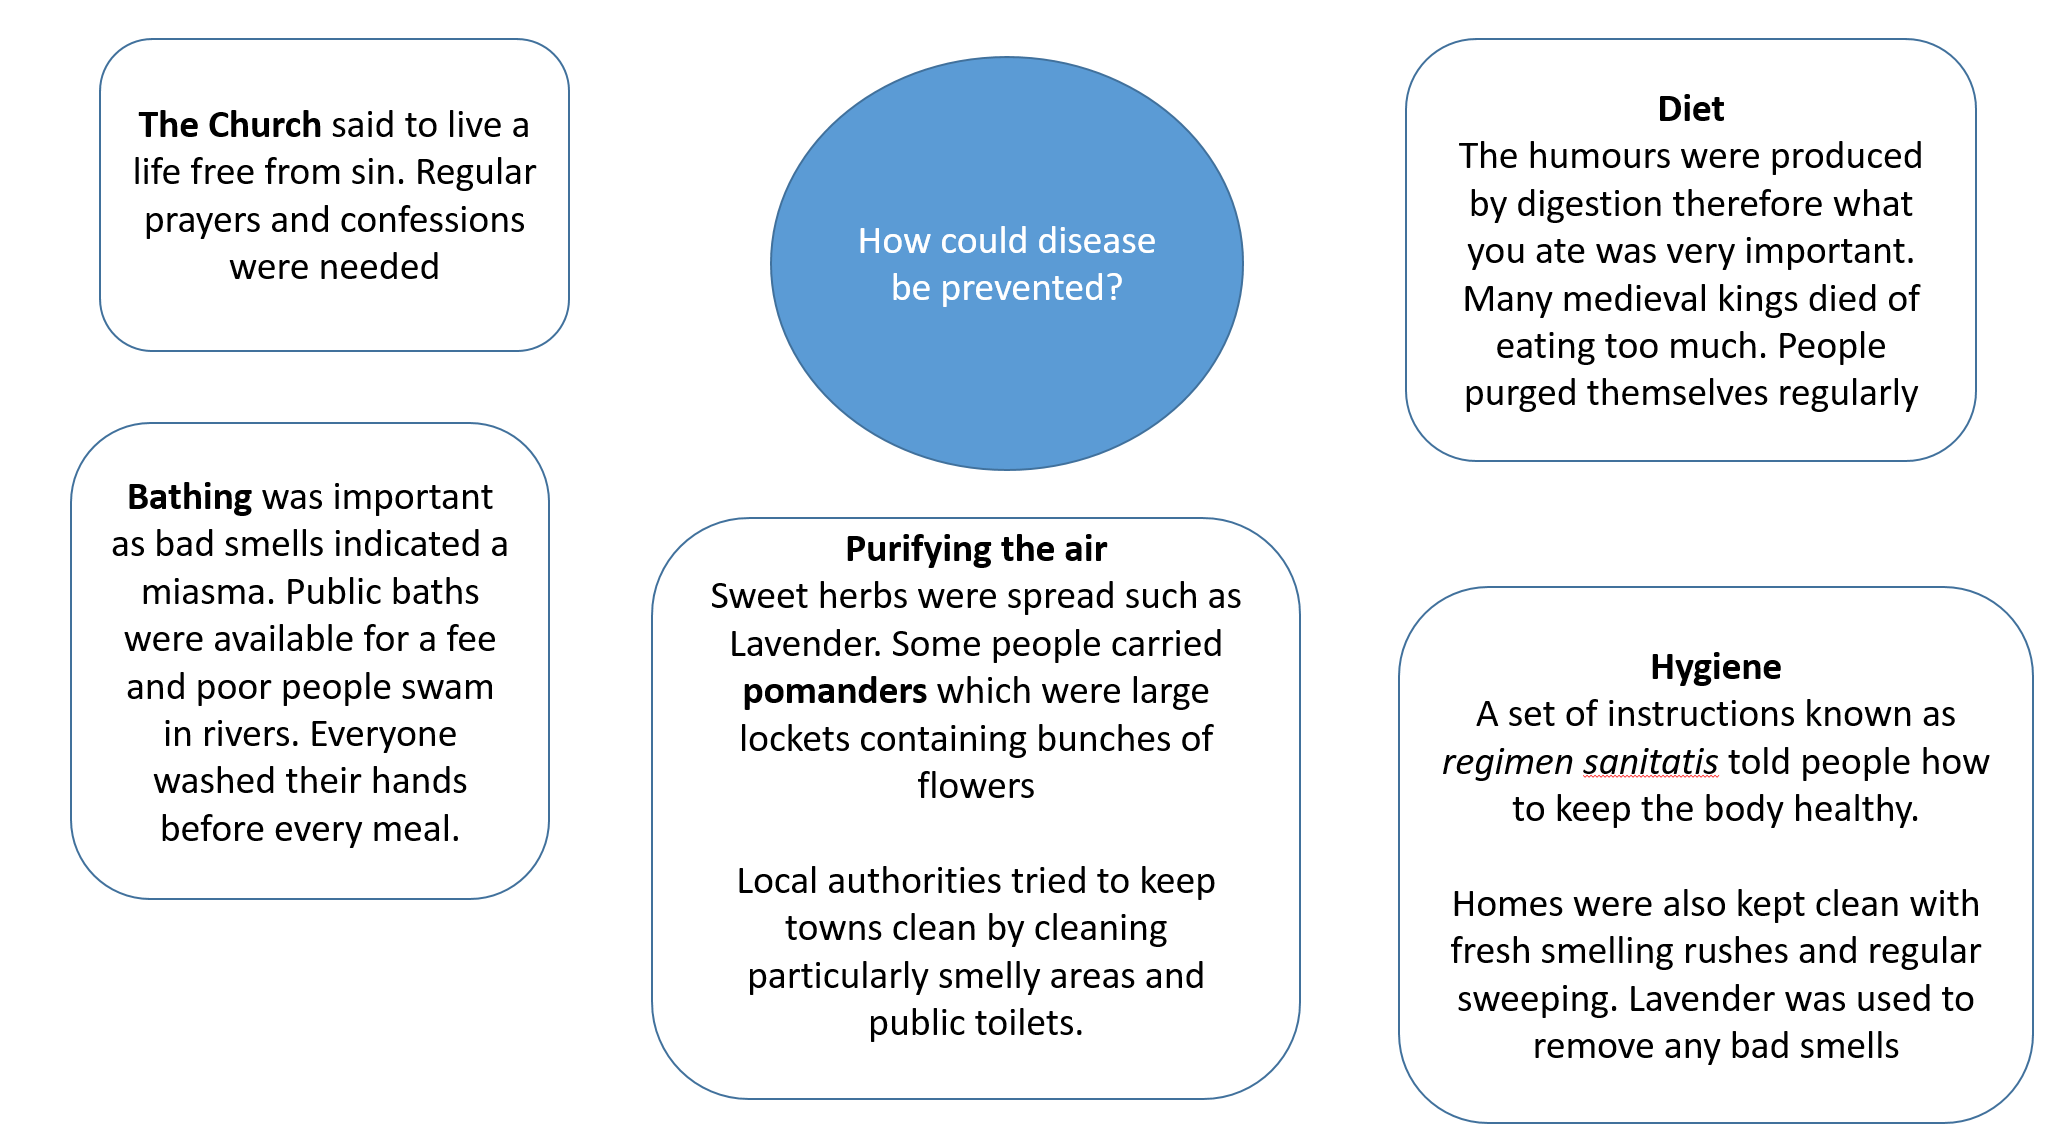 The Church said to live a
life free from sin. Regular
prayers and confessions
were needed
How could disease
be prevented?
Diet
The humours were produced
by digestion therefore what
you ate was very important.
Many medieval kings died of
eating too much. People
purged themselves regularly
Bathing was important
as bad smells indicated a
miasma. Public baths
were available for a fee
and poor people swam
in rivers. Everyone
washed their hands
before every meal.
Purifying the air
Sweet herbs were spread such as
Lavender. Some people carried
pomanders which were large
lockets containing bunches of
flowers
Local authorities tried to keep
towns clean by cleaning
particularly smelly areas and
public toilets.
Hygiene
A set of instructions known as
regimen sanitatis told people how
to keep the body healthy.
Homes were also kept clean with
fresh smelling rushes and regular
sweeping. Lavender was used to
remove any bad smells